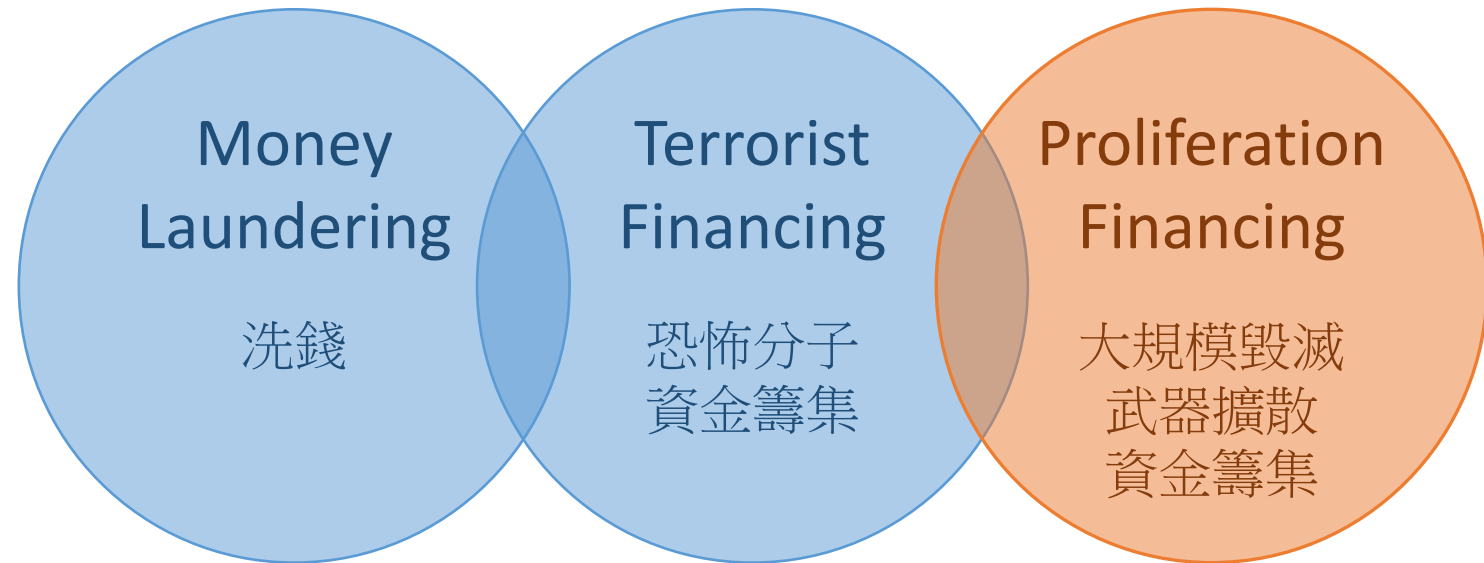 Money
Laundering
洗錢
Terrorist
Financing
恐怖分子
資金籌集
Proliferation
Financing
大規模毀滅
武器擴散
資金籌集